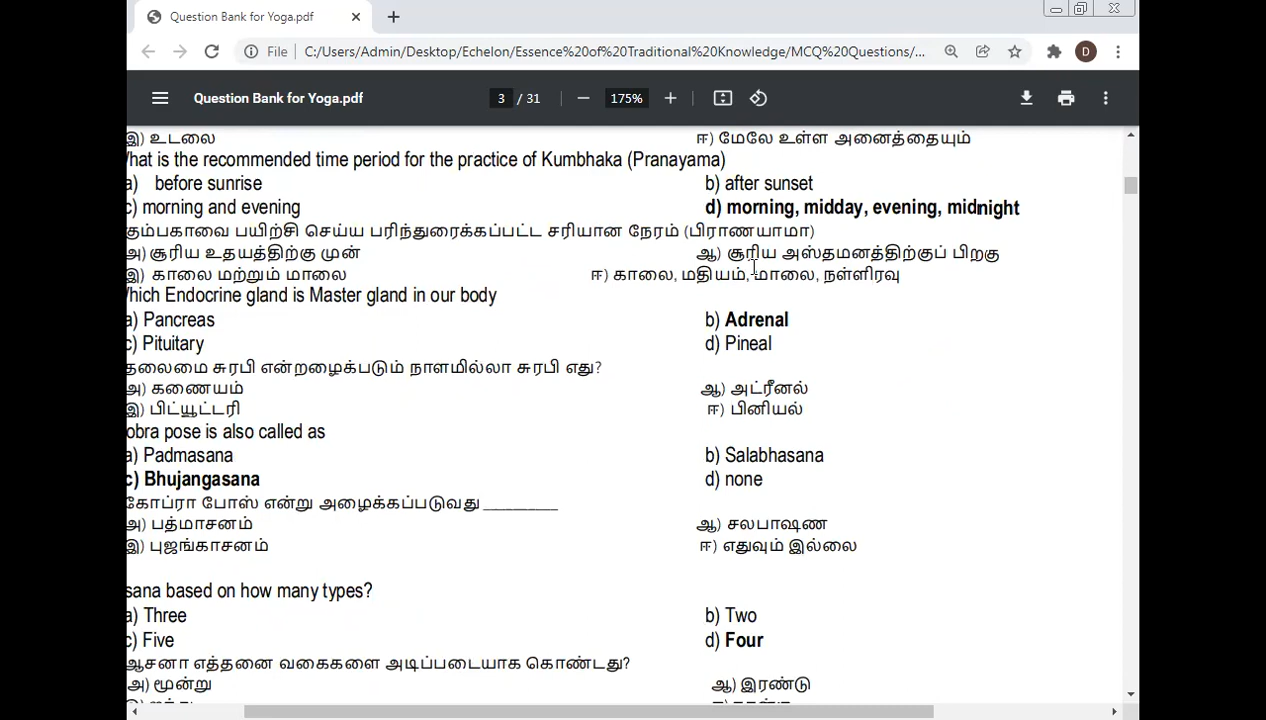 Question Bank for Yoga.pdf
File C:/Users/Admin/Desktop/Echelon/Essence%20of%20Traditional%20Knowledge/MCQ%20Questions/...
D
Question Bank for Yoga.pdf 3 / 31 175%
இ) உடலை ஈ) மேலே உள்ள அனைத்தையும்
hat is the recommended time period for the practice of Kumbhaka (Pranayama)
a) before sunrise b) after sunset
c) morning and evening d) morning, midday, evening, midnight
கும்பகாவை பயிற்சி செய்ய பரிந்துரைக்கப்பட்ட சரியான நேரம் (பிராணயாமா)
அ) சூரிய உதயத்திற்கு முன் ஆ) சூரிய அஸ்தமனத்திற்குப் பிறகு
இ) காலை மற்றும் மாலை ஈ) காலை, மதியம், மாலை, நள்ளிரவு
hich Endocrine gland is Master gland in our body
a) Pancreas b) Adrenal
c) Pituitary d) Pineal
தலைமை சுரபி என்றழைக்படும் நாளமில்லா சுரபி எது?
அ) கணையம் ஆ) அட்ரீனல்
இ) பிட்யூட்டரி ஈ) பினியல்
obra pose is also called as
a) Padmasana b) Salabhasana
c) Bhujangasana d) none
கோப்ரா போஸ் என்று அழைக்கப்படுவது __________
அ) பத்மாசனம் ஆ) சலபாஷண
இ) புஜங்காசனம் ஈ) எதுவும் இல்லை
sana based on how many types?
a) Three b) Two
c) Five d) Four
ஆசனா எத்தனை வகைகளை அடிப்படையாக கொண்டது?
அ) மூன்று ஆ) இரண்டு